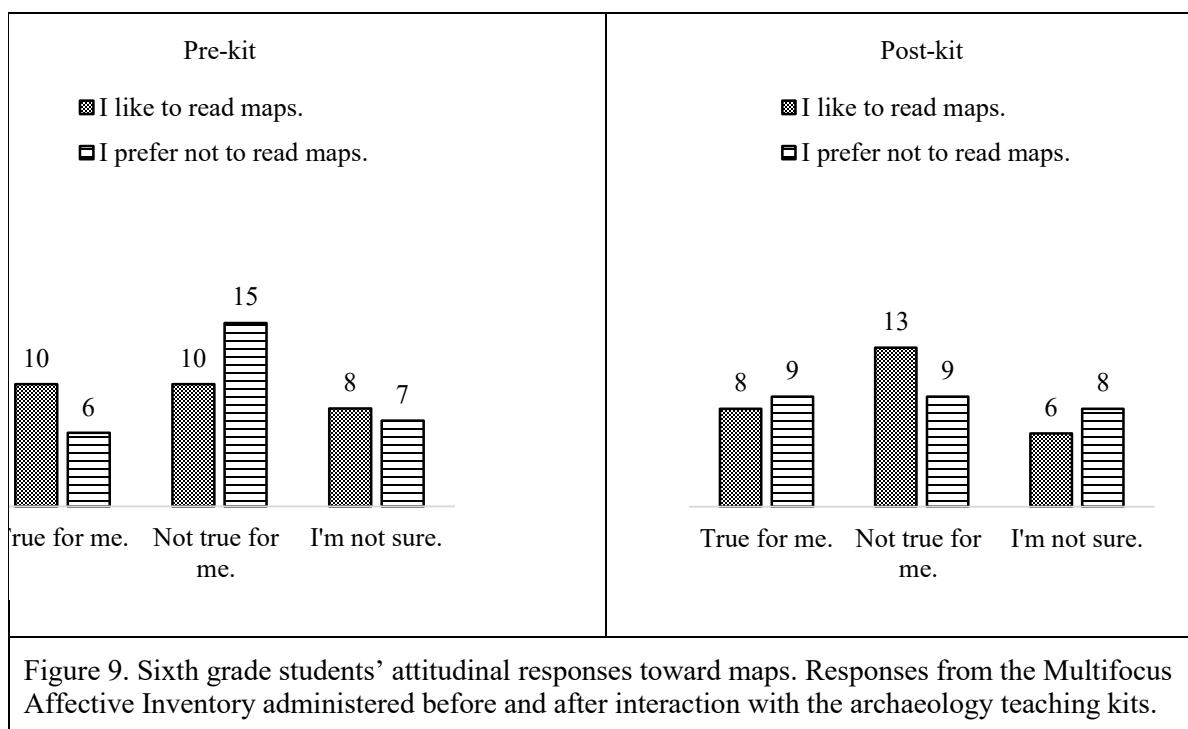 Pre-kit
I like to read maps.
I prefer not to read maps.
15
10
10
8
7
6
rue for me.
Not true for me.
I'm not sure.
Post-kit
I like to read maps.
I prefer not to read maps.
13
8
9
9
6
8
True for me.
Not true for me.
I'm not sure.
Figure 9. Sixth grade students’ attitudinal responses toward maps. Responses from the Multifocus
Affective Inventory administered before and after interaction with the archaeology teaching kits.